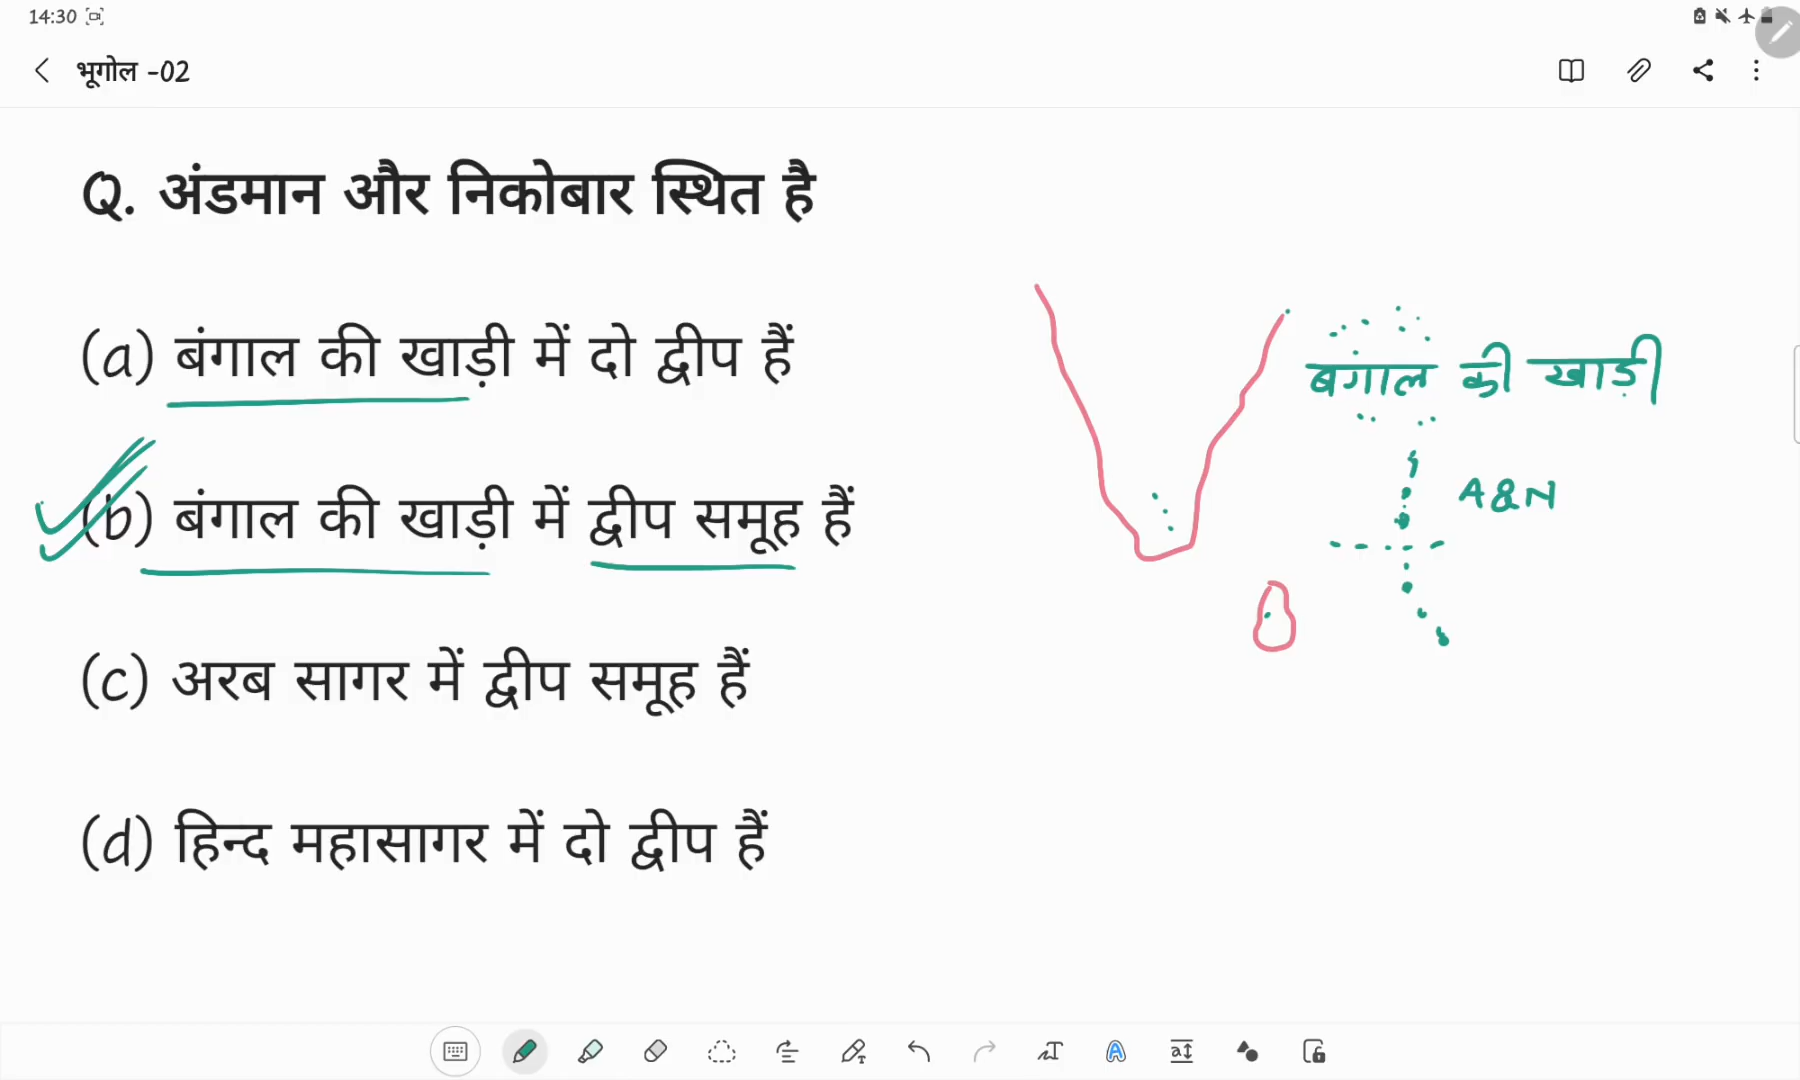 14:30
भूगोल -02
Q. अंडमान और निकोबार स्थित है
(a) बंगाल की खाड़ी में दो द्वीप हैं
(b) बंगाल की खाड़ी में द्वीप समूह हैं
(c) अरब सागर में द्वीप समूह हैं
(d) हिन्द महासागर में दो द्वीप हैं
बंगाल की खाड़ी
A&N